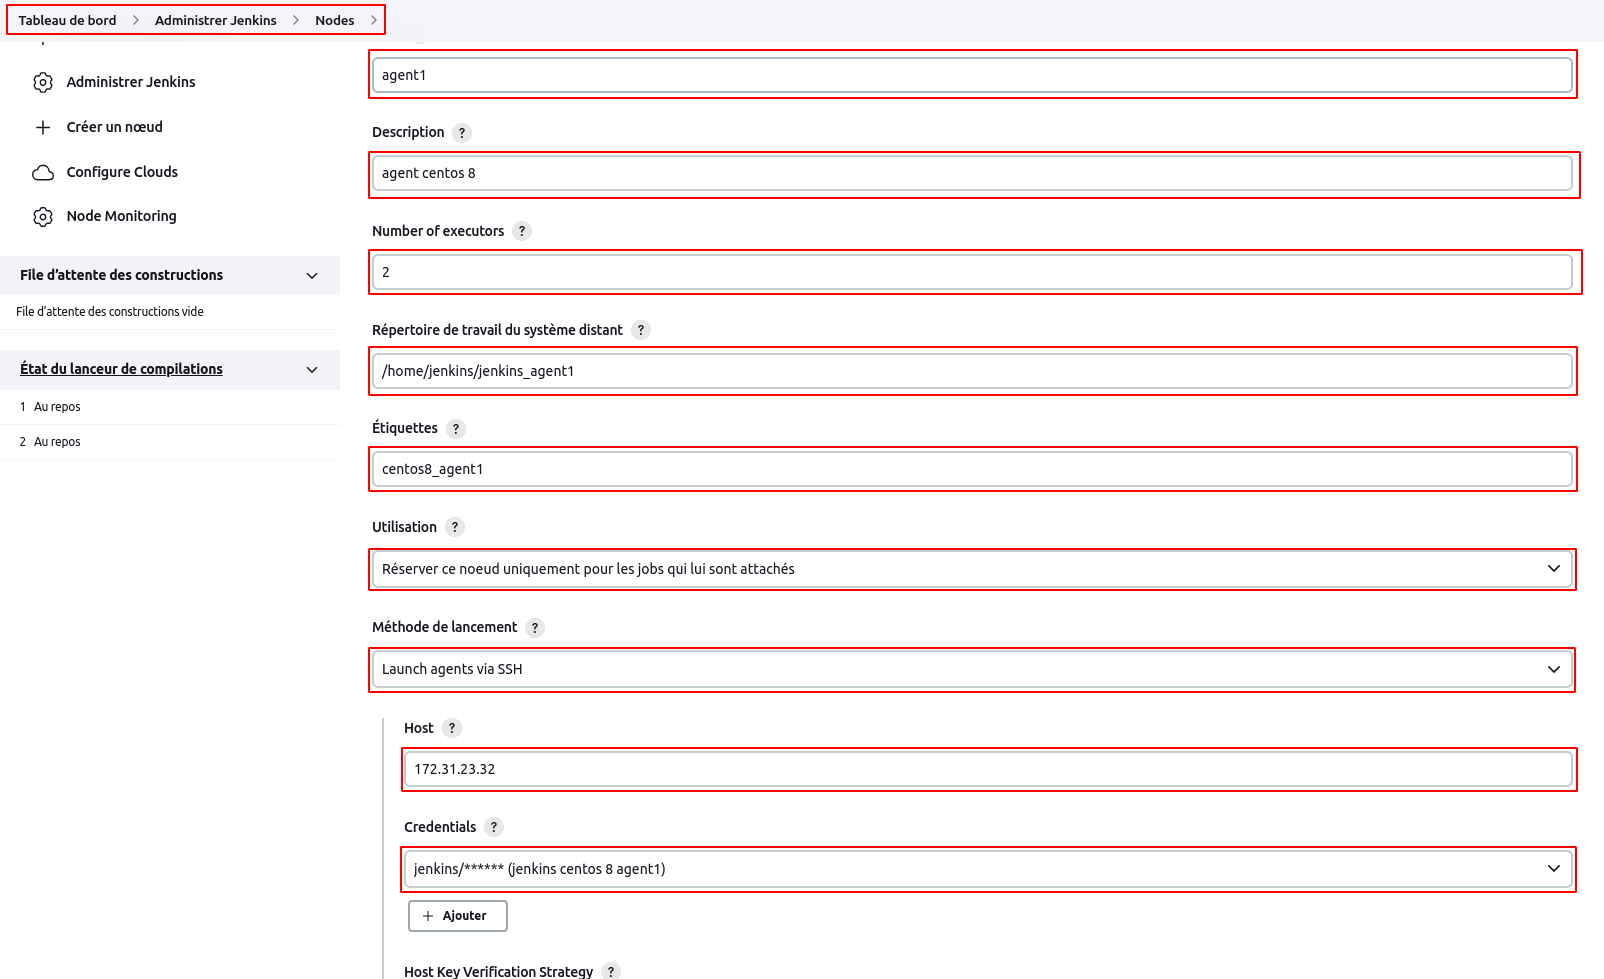 Tableau de bord > Administrer Jenkins > Nodes >
Administrer Jenkins
Créer un nœud
Configure Clouds
Node Monitoring
File d'attente des constructions
File d'attente des constructions vide
État du lanceur de compilations
1 Au repos
2 Au repos
agent1
Description ?
agent centos 8
Number of executors ?
2
Répertoire de travail du système distant ?
/home/jenkins/jenkins_agent1
Étiquettes ?
centos8_agent1
Utilisation ?
Réserver ce noeud uniquement pour les jobs qui lui sont attachés
Méthode de lancement ?
Launch agents via SSH
Host ?
172.31.23.32
Credentials ?
jenkins/****** (jenkins centos 8 agent1)
+ Ajouter
Host Key Verification Strategy ?